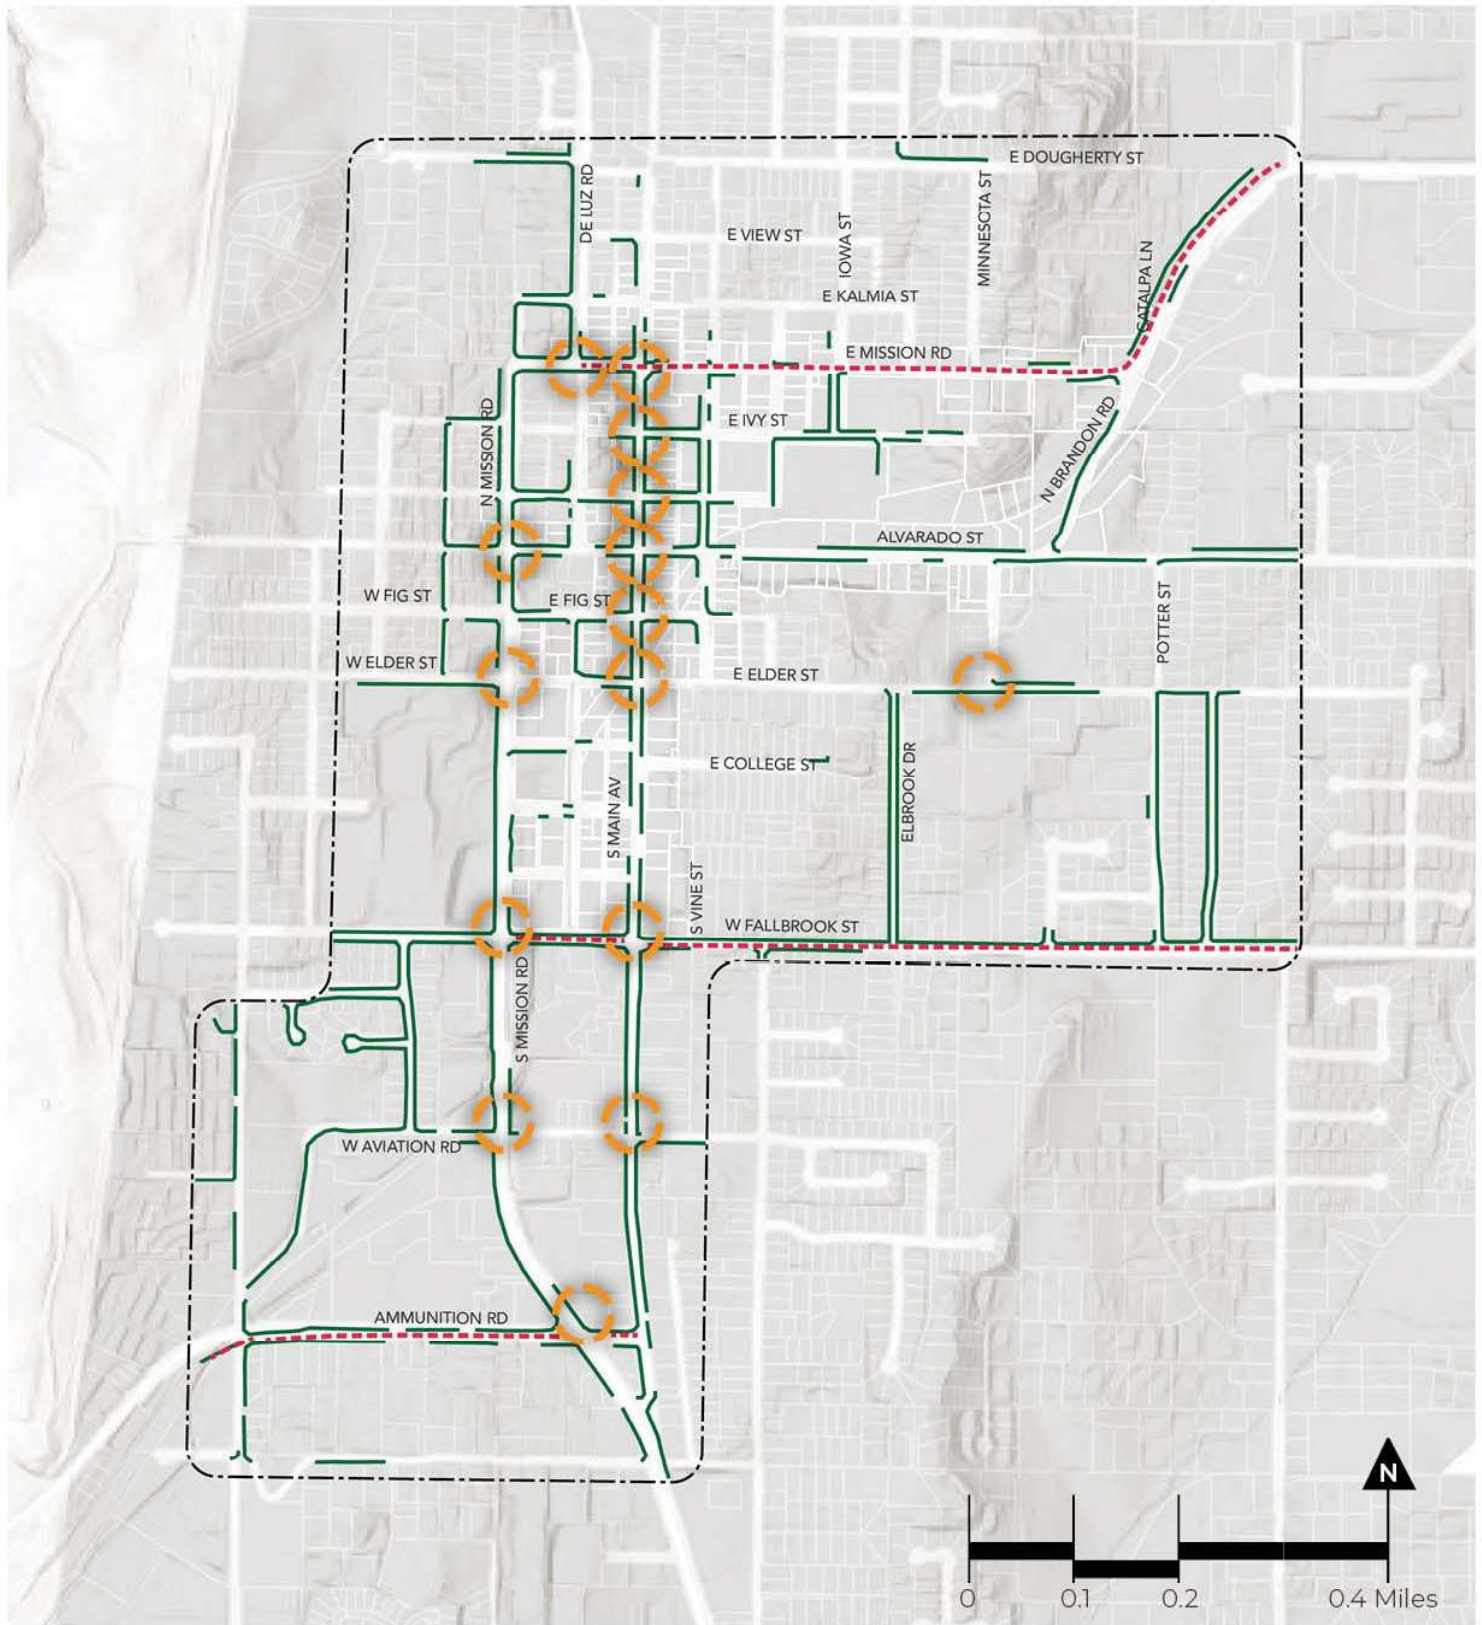 E DOUGHERTY ST
DE LUZ RD
MINNESOTA ST
E VIEW ST
IOWA ST
CATALPA LN
E KALMIA ST
E MISSION RD
N MISSION RD
E IVY ST
N BRANDON RD
ALVARADO ST
W FIG ST
E FIG ST
POTTER ST
W ELDER ST
E ELDER ST
E COLLEGE ST
ELBROOK DR
S MAIN AV
S VINE ST
W FALLBROOK ST
S MISSION RD
W AVIATION RD
AMMUNITION RD
N
0 0.1 0.2 0.4 Miles